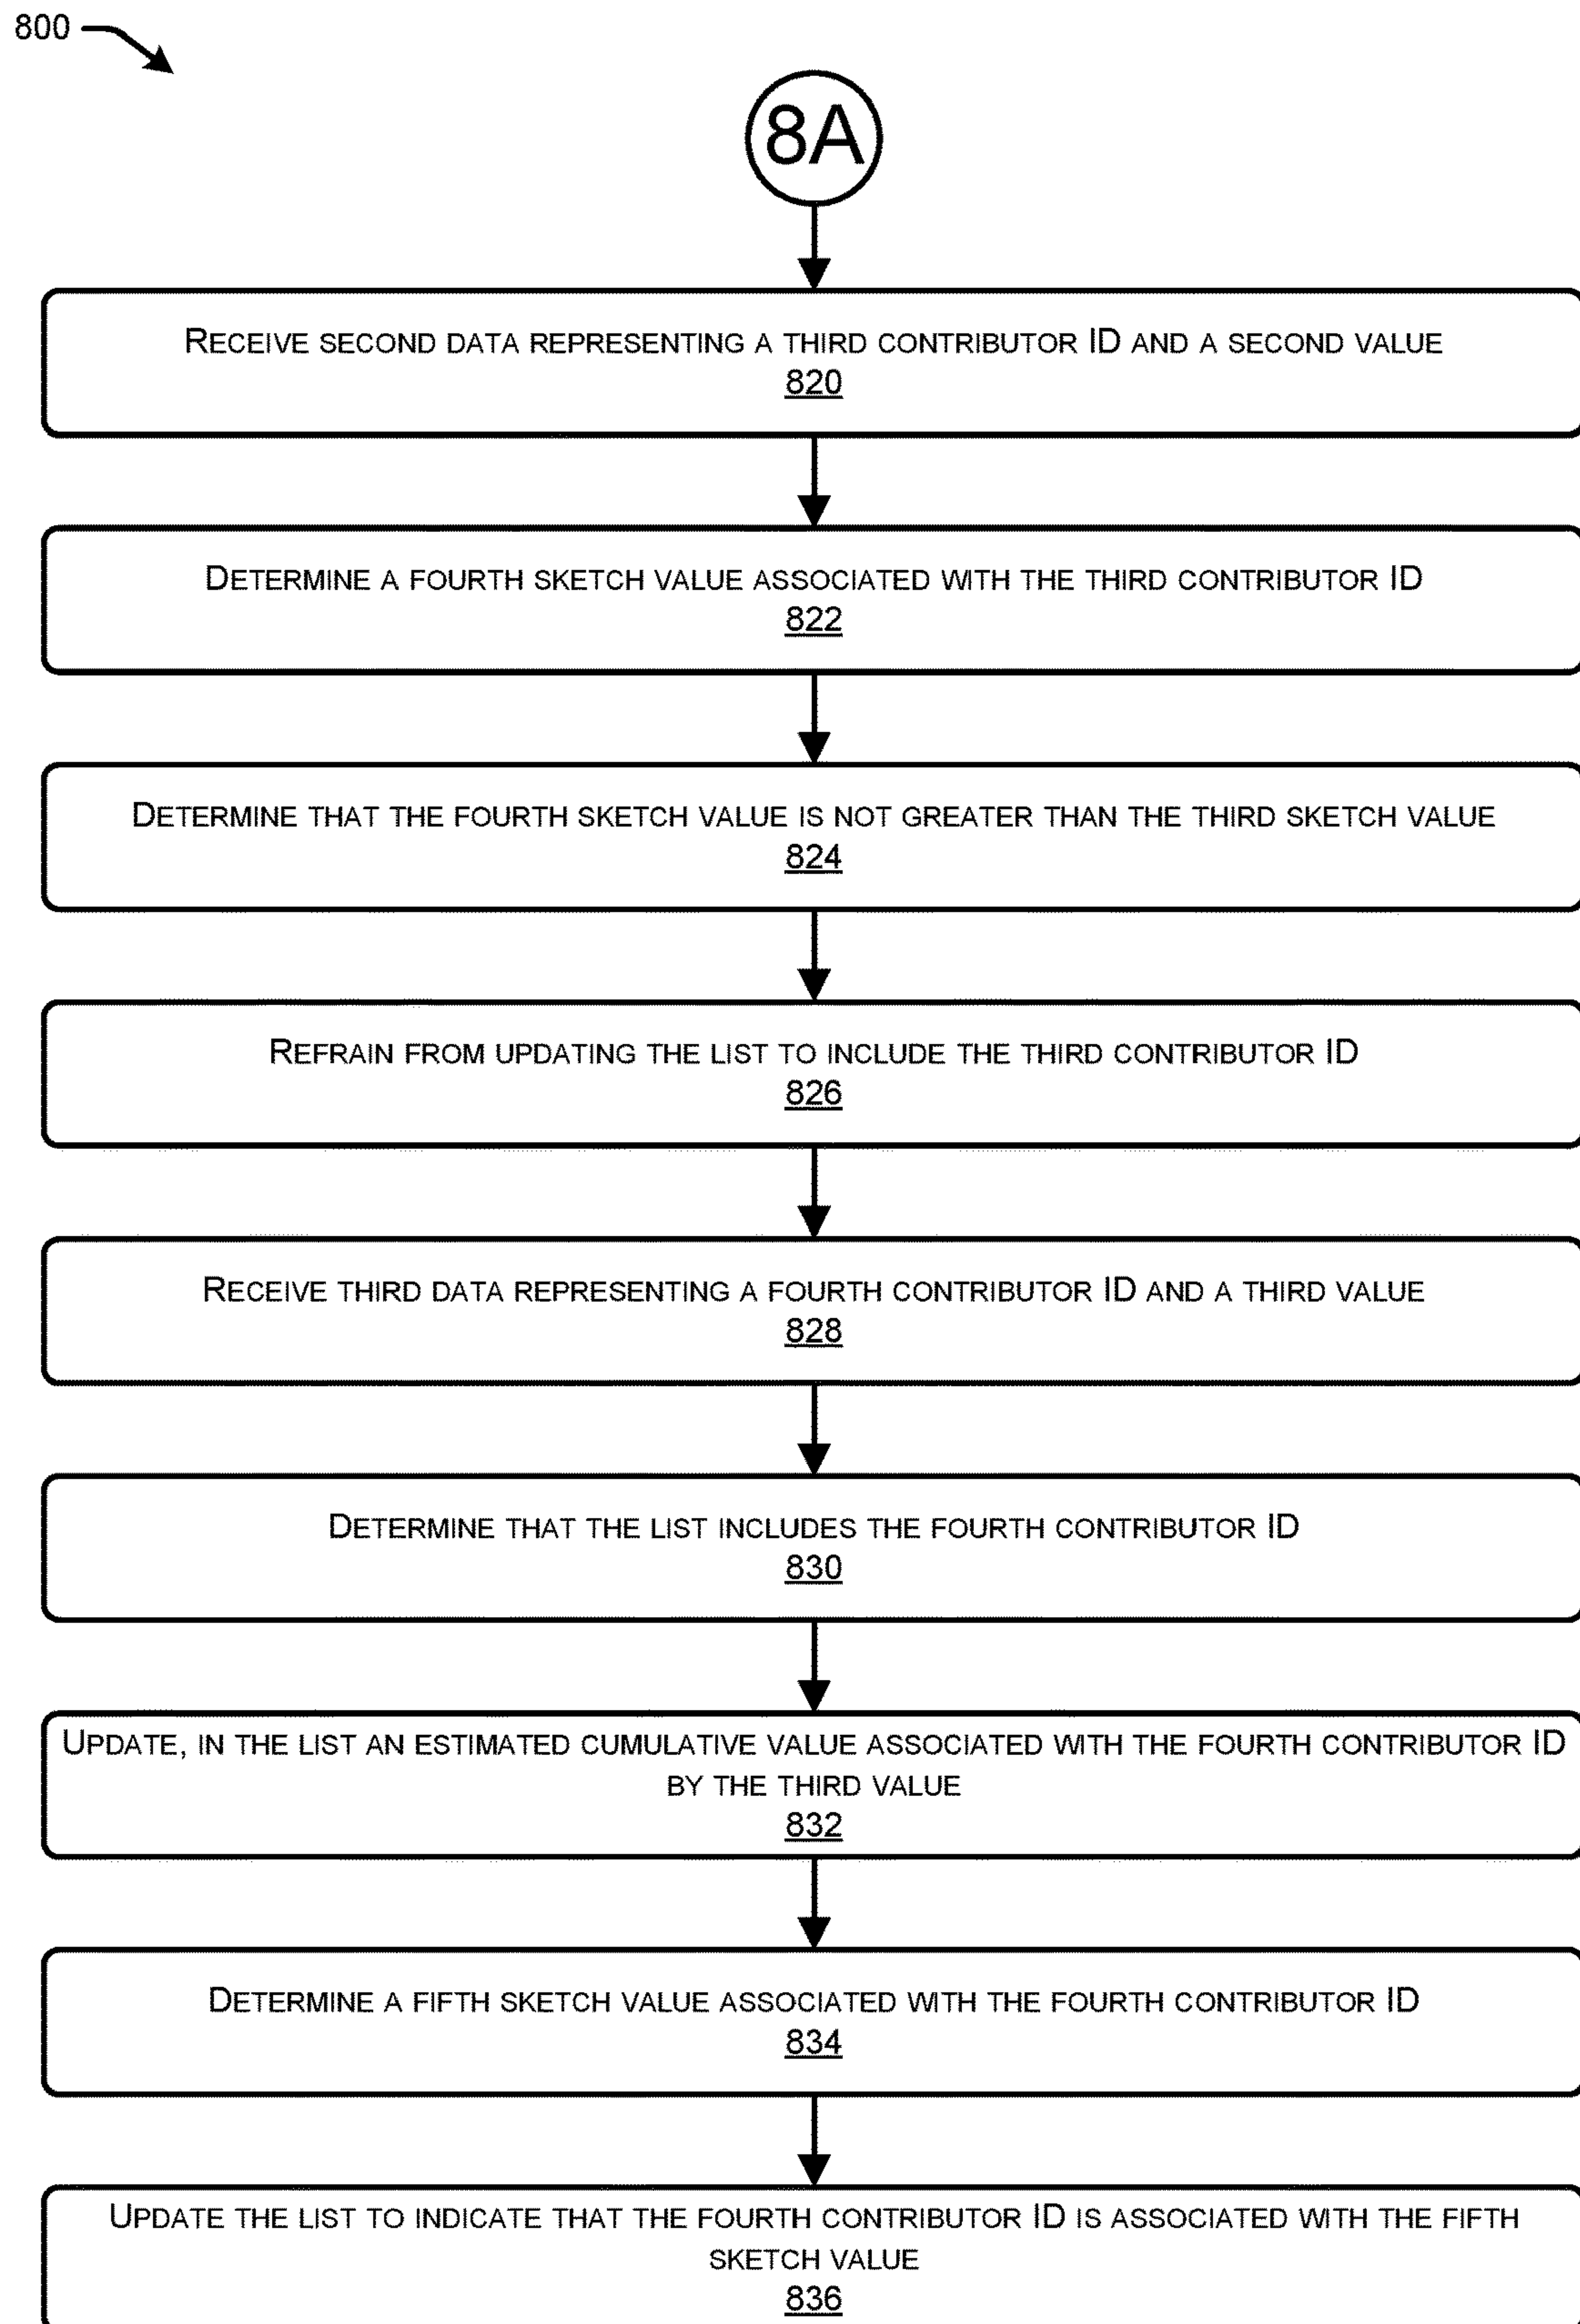 800
8A
RECEIVE SECOND DATA REPRESENTING A THIRD CONTRIBUTOR ID AND A SECOND VALUE
820
DETERMINE A FOURTH SKETCH VALUE ASSOCIATED WITH THE THIRD CONTRIBUTOR ID
822
DETERMINE THAT THE FOURTH SKETCH VALUE IS NOT GREATER THAN THE THIRD SKETCH VALUE
824
REFRAIN FROM UPDATING THE LIST TO INCLUDE THE THIRD CONTRIBUTOR ID
826
RECEIVE THIRD DATA REPRESENTING A FOURTH CONTRIBUTOR ID AND A THIRD VALUE
828
DETERMINE THAT THE LIST INCLUDES THE FOURTH CONTRIBUTOR ID
830
UPDATE, IN THE LIST AN ESTIMATED CUMULATIVE VALUE ASSOCIATED WITH THE FOURTH CONTRIBUTOR ID
BY THE THIRD VALUE
832
DETERMINE A FIFTH SKETCH VALUE ASSOCIATED WITH THE FOURTH CONTRIBUTOR ID
834
UPDATE THE LIST TO INDICATE THAT THE FOURTH CONTRIBUTOR ID IS ASSOCIATED WITH THE FIFTH
SKETCH VALUE
836